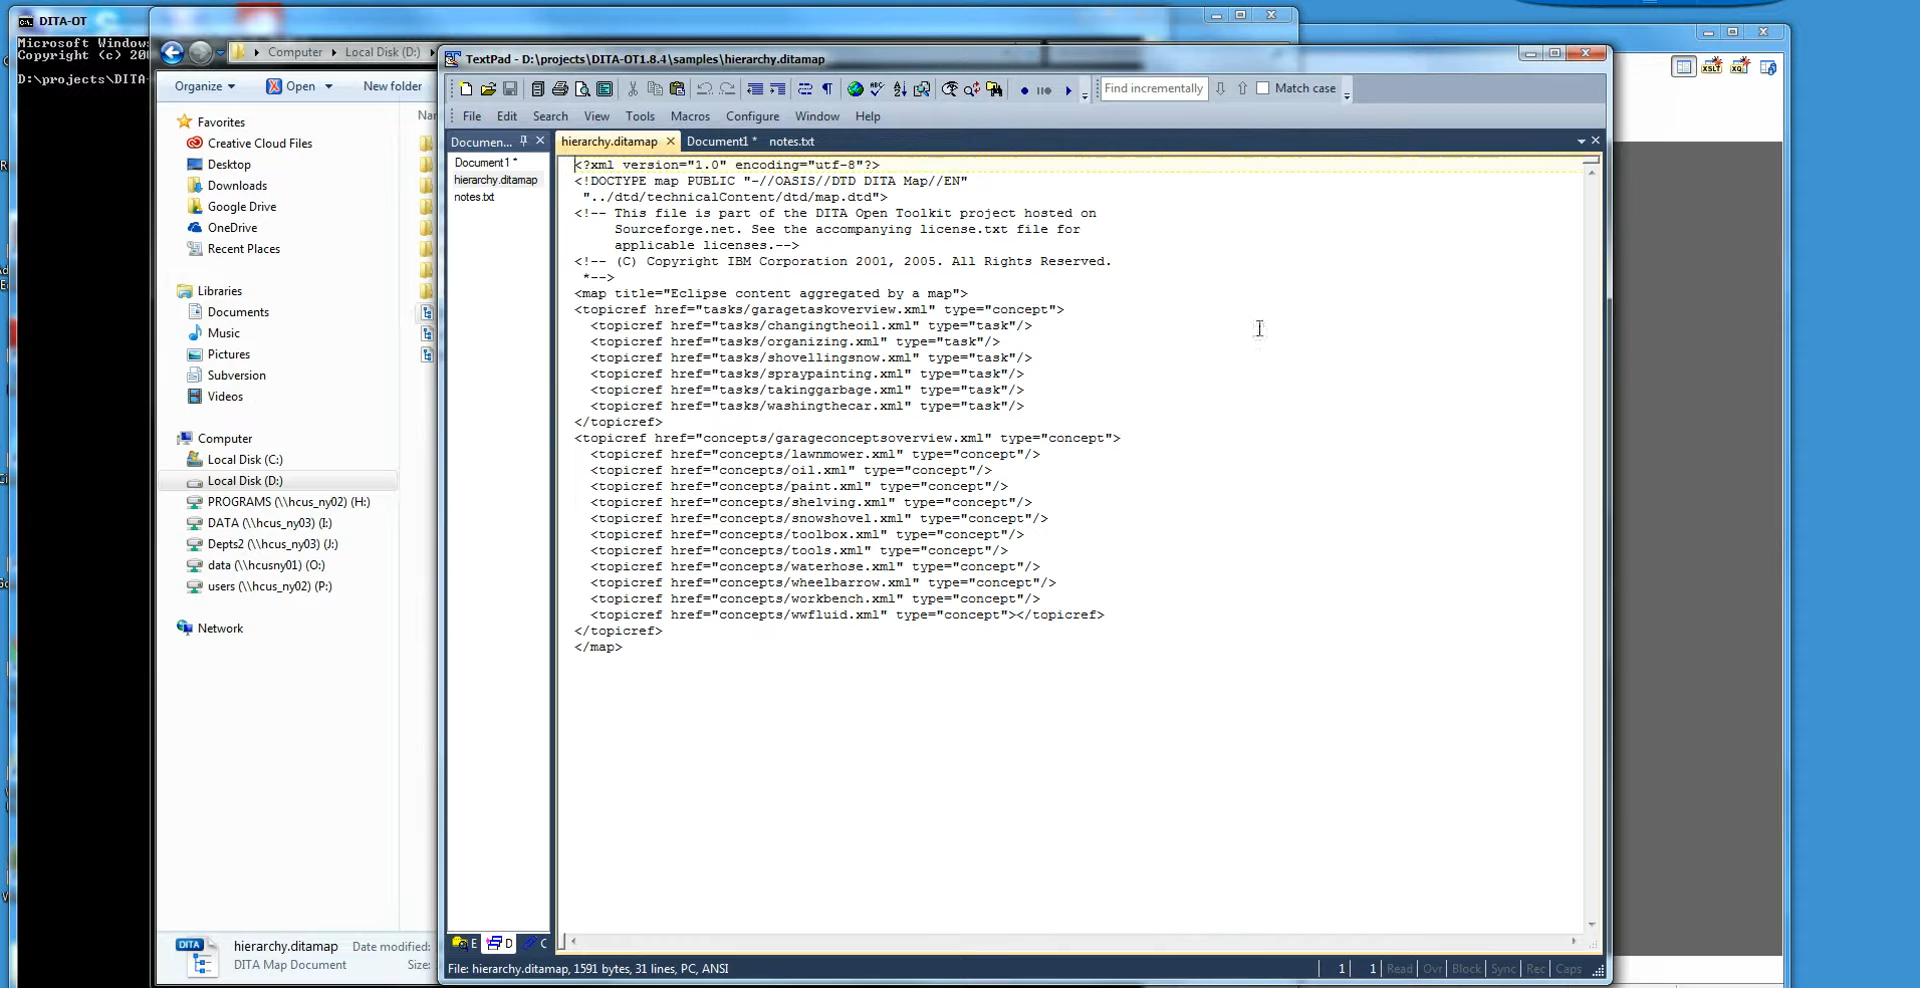 DITA-OT
Microsoft Windows
Copyright (c) 200
D:\projects\DITA-
Computer
Local Disk (D:)
Organize
Open
New folder
Favorites
Creative Cloud Files
Desktop
Downloads
Google Drive
OneDrive
Recent Places
Libraries
Documents
Music
Pictures
Subversion
Videos
Computer
Local Disk (C:)
Local Disk (D:)
PROGRAMS (\\hcus_ny02) (H:)
DATA (\\hcus_ny03) (I:)
Depts2 (\\hcus_ny03) (J:)
data (\\hcusny01) (O:)
users (\\hcus_ny02) (P:)
Network
DITA
hierarchy.ditamap Date modified:
DITA Map Document Size:
TextPad - D:\projects\DITA-OT1.8.4\samples\hierarchy.ditamap
Find incrementally
Match case
File Edit Search View Tools Macros Configure Window Help
Documen...
Document1 *
hierarchy.ditamap
notes.txt
hierarchy.ditamap Document1 * notes.txt
<?xml version="1.0" encoding="utf-8"?>
<!DOCTYPE map PUBLIC "-//OASIS//DTD DITA Map//EN"
"../dtd/technicalContent/dtd/map.dtd">
<!-- This file is part of the DITA Open Toolkit project hosted on
Sourceforge.net. See the accompanying license.txt file for
applicable licenses.-->
<!-- (C) Copyright IBM Corporation 2001, 2005. All Rights Reserved.
*-->
<map title="Eclipse content aggregated by a map">
<topicref href="tasks/garagetaskoverview.xml" type="concept">
<topicref href="tasks/changingtheoil.xml" type="task"/>
<topicref href="tasks/organizing.xml" type="task"/>
<topicref href="tasks/shovellingsnow.xml" type="task"/>
<topicref href="tasks/spraypainting.xml" type="task"/>
<topicref href="tasks/takinggarbage.xml" type="task"/>
<topicref href="tasks/washingthecar.xml" type="task"/>
</topicref>
<topicref href="concepts/garageconceptsoverview.xml" type="concept">
<topicref href="concepts/lawnmower.xml" type="concept"/>
<topicref href="concepts/oil.xml" type="concept"/>
<topicref href="concepts/paint.xml" type="concept"/>
<topicref href="concepts/shelving.xml" type="concept"/>
<topicref href="concepts/snowshovel.xml" type="concept"/>
<topicref href="concepts/toolbox.xml" type="concept"/>
<topicref href="concepts/tools.xml" type="concept"/>
<topicref href="concepts/waterhose.xml" type="concept"/>
<topicref href="concepts/wheelbarrow.xml" type="concept"/>
<topicref href="concepts/workbench.xml" type="concept"/>
<topicref href="concepts/wwfluid.xml" type="concept"></topicref>
</topicref>
</map>
E D C
File: hierarchy.ditamap, 1591 bytes, 31 lines, PC, ANSI
1 1 Read Ovr Block Sync Rec Caps